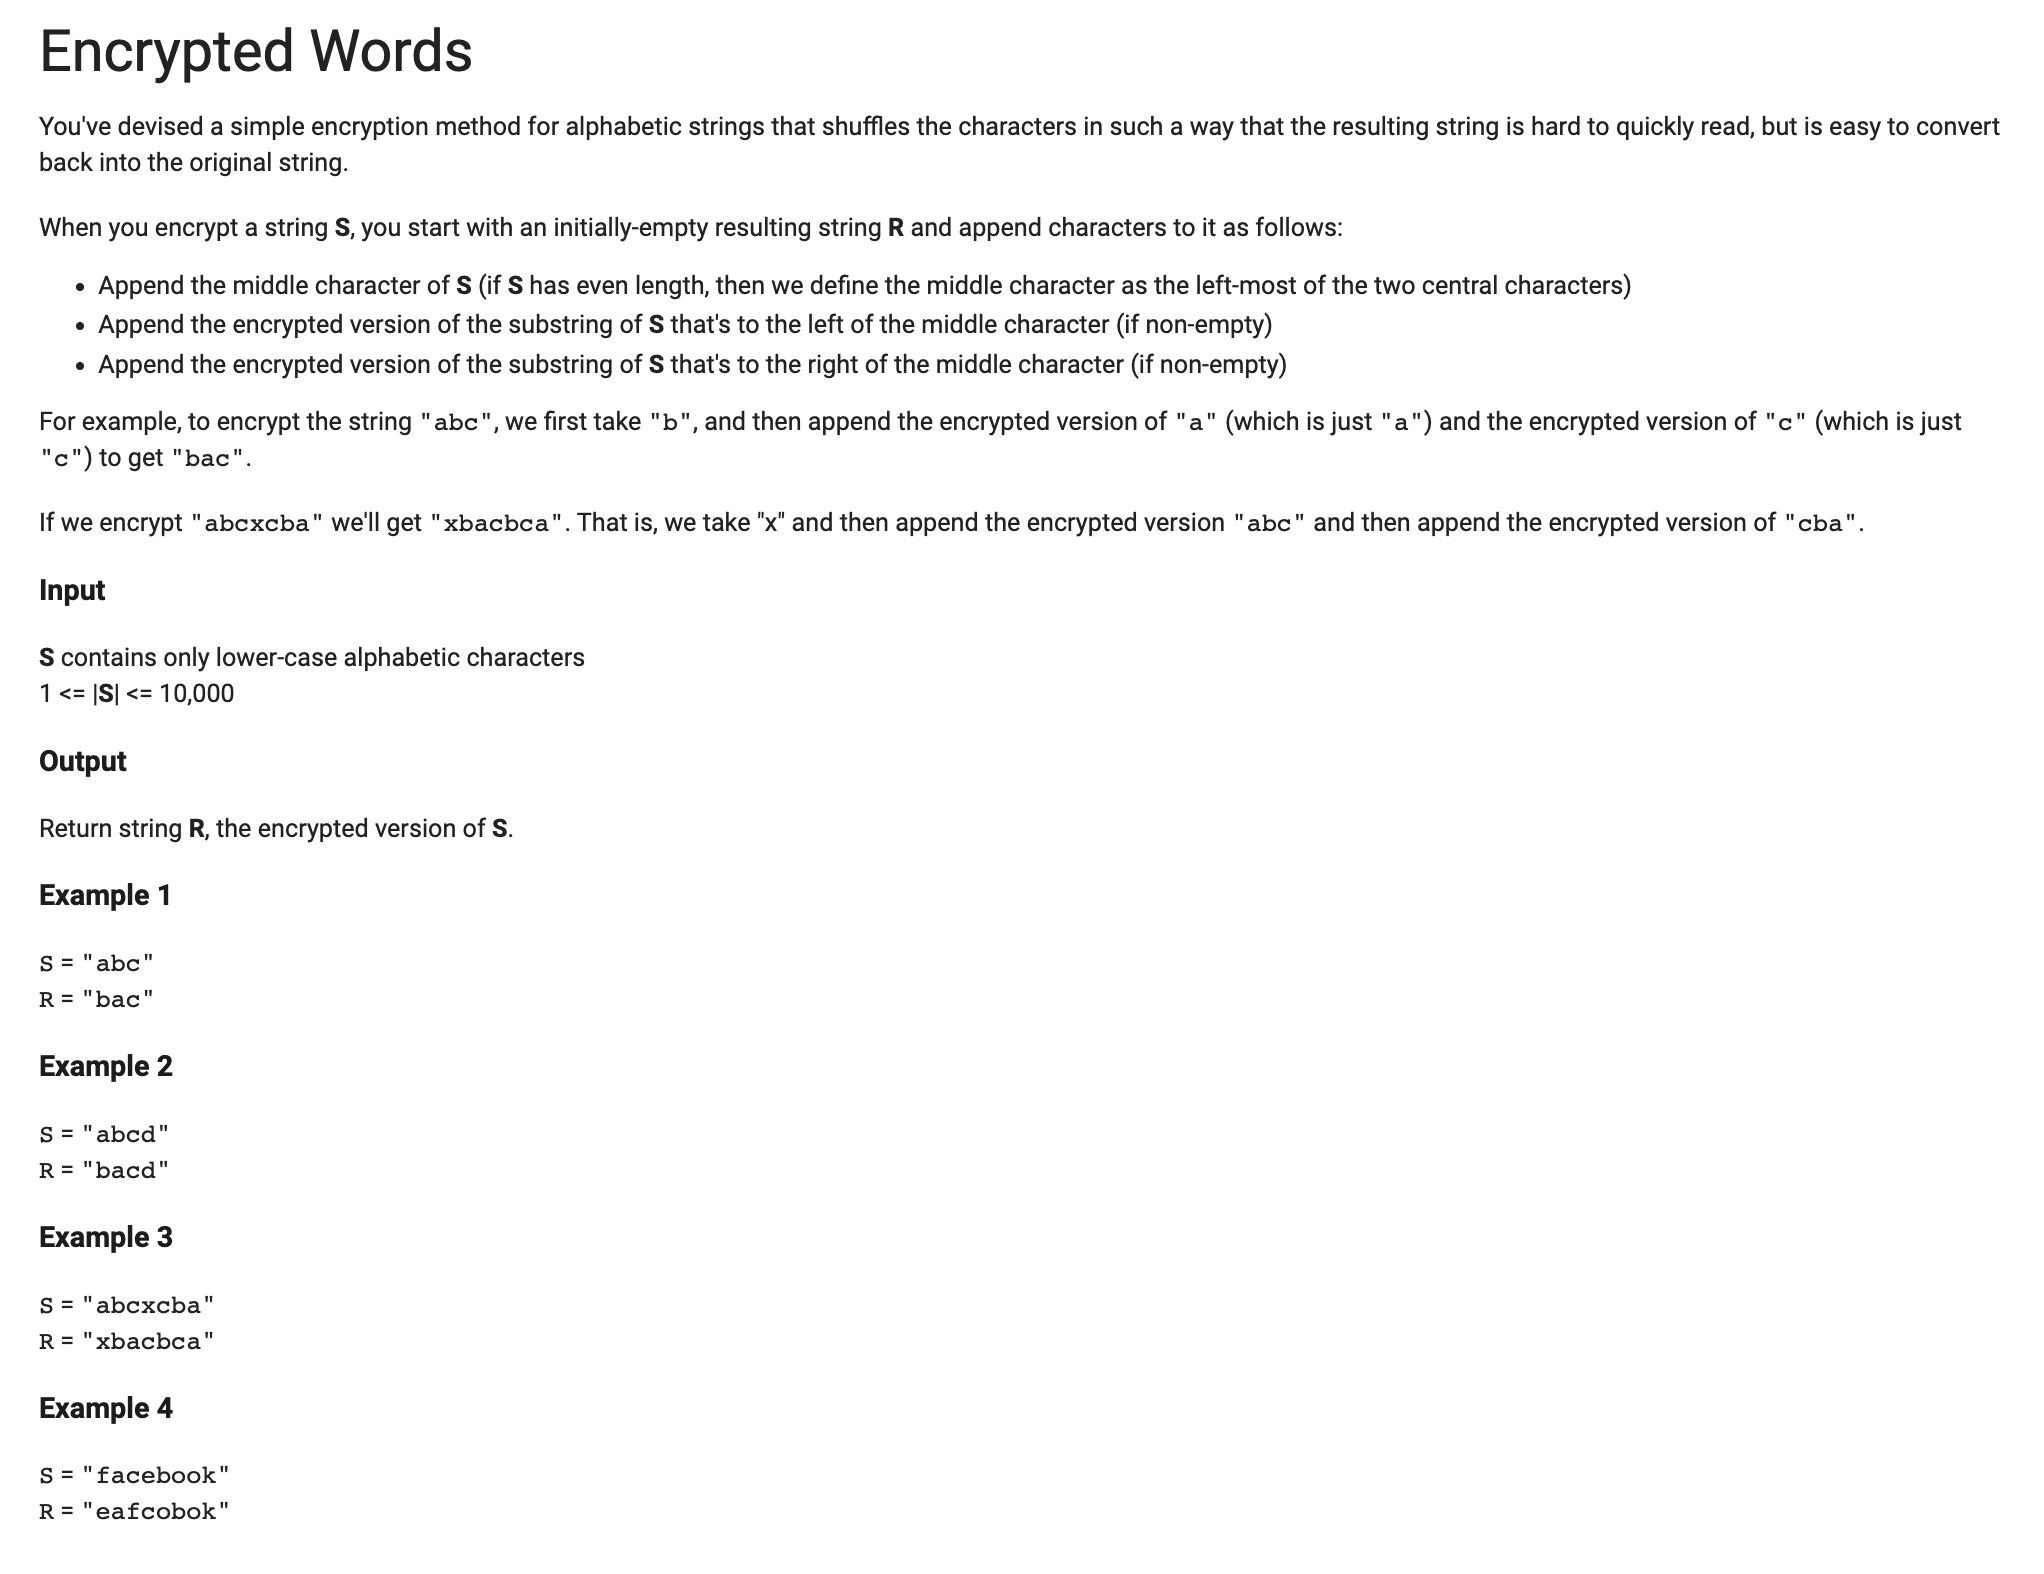 Encrypted Words
You've devised a simple encryption method for alphabetic strings that shuffles the characters in such a way that the resulting string is hard to quickly read, but is easy to convert
back into the original string.
When you encrypt a string S, you start with an initially-empty resulting string R and append characters to it as follows:
• Append the middle character of S (if S has even length, then we define the middle character as the left-most of the two central characters)
• Append the encrypted version of the substring of S that's to the left of the middle character (if non-empty)
• Append the encrypted version of the substring of S that's to the right of the middle character (if non-empty)
For example, to encrypt the string "abc", we first take "b", and then append the encrypted version of "a" (which is just "a") and the encrypted version of "c" (which is just
"c") to get "bac".
If we encrypt "abcxcba" we'll get "xbacbca". That is, we take "x" and then append the encrypted version "abc" and then append the encrypted version of "cba".
Input
S contains only lower-case alphabetic characters
1 <= |S| <= 10,000
Output
Return string R, the encrypted version of S.
Example 1
S = "abc"
R = "bac"
Example 2
S = "abcd"
R = "bacd"
Example 3
S = "abcxcba"
R = "xbacbca"
Example 4
S = "facebook"
R = "eafcobok"